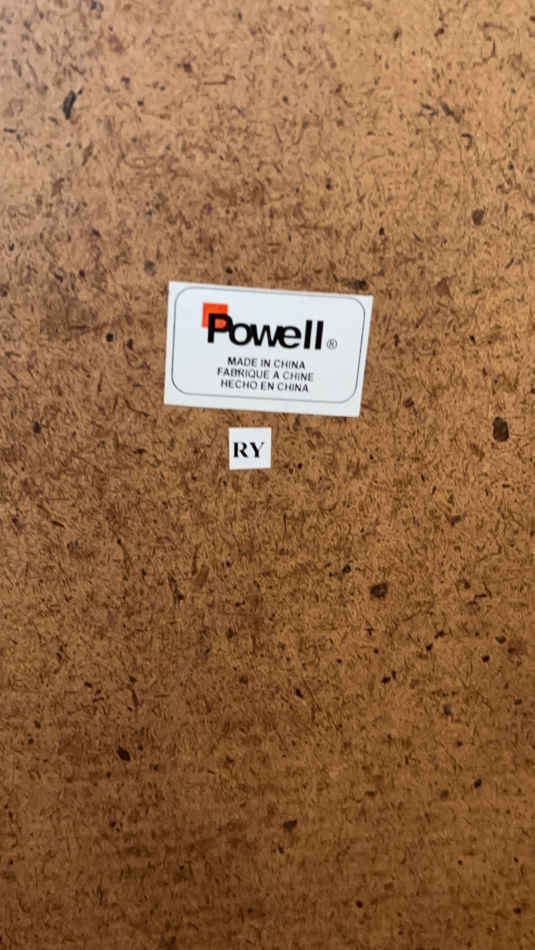 Powell®
MADE IN CHINA
FABRIQUE A CHINE
HECHO EN CHINA
RY